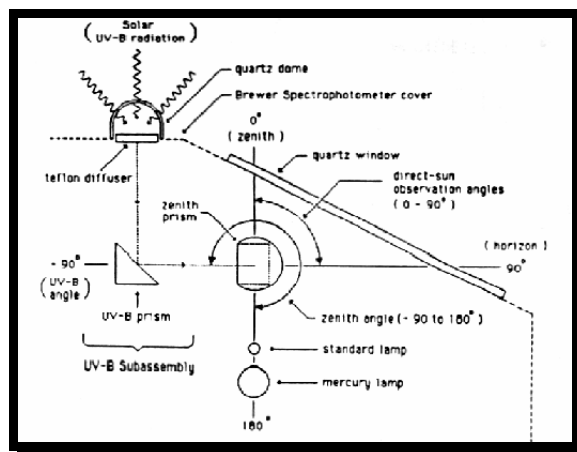 Solar
( UV-B radiation )
quartz dome
Brewer Spectrophotometer cover
0°
( zenith )
quartz window
teflon diffuser
direct-sun
observation angles
( 0 - 90° )
zenith
prism
( horizon )
- 90°
90°
( UV-B
angle )
UV-B prism
zenith angle (- 90 to 180° )
UV-B Subassembly
standard lamp
mercury lamp
180°